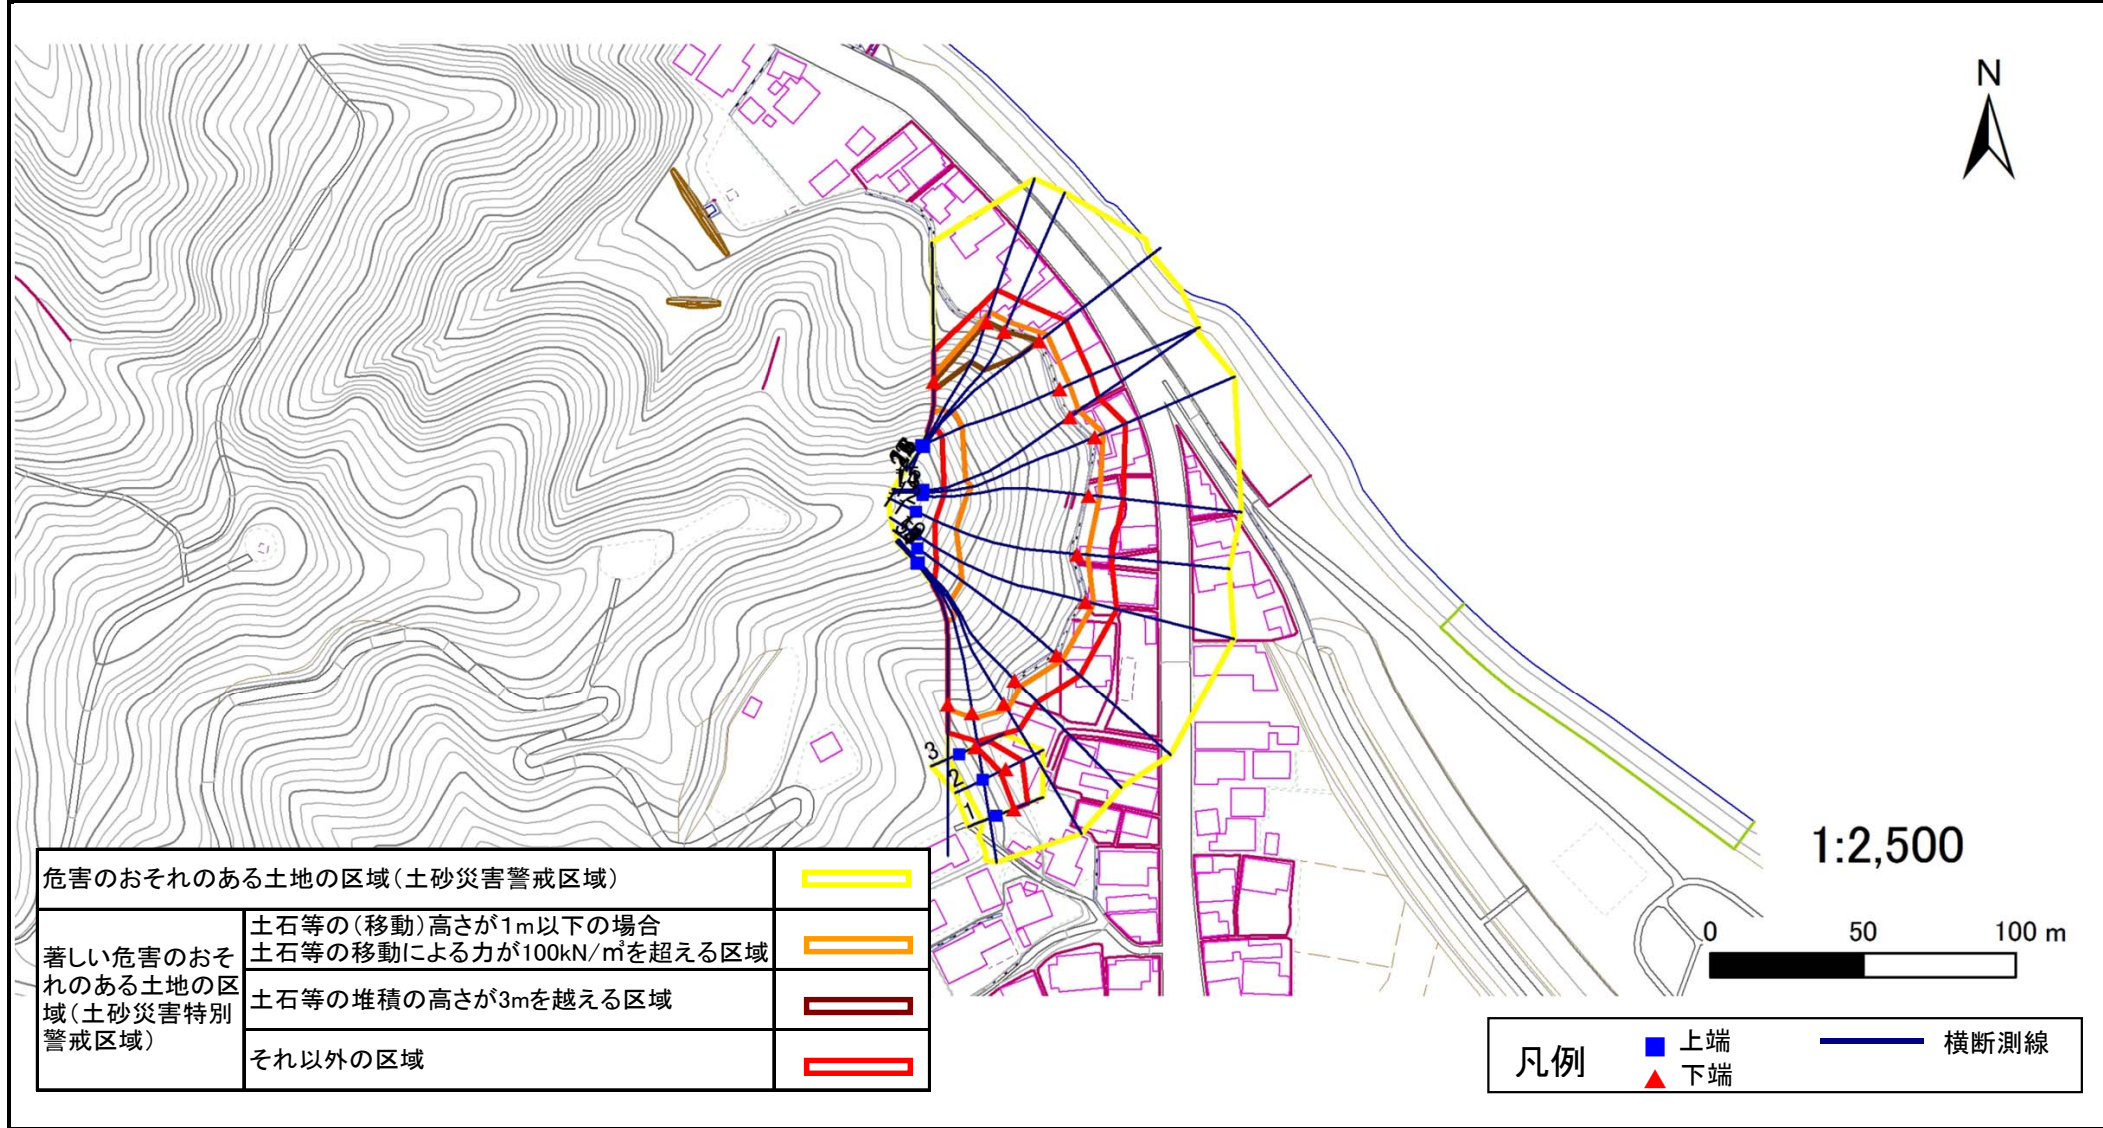 N
3
2
1
1:2,500
0 50 100 m
危害のおそれのある土地の区域(土砂災害警戒区域)
著しい危害のおそ
れのある土地の区
域(土砂災害特別
警戒区域)
土石等の(移動)高さが1m以下の場合
土石等の移動による力が100kN/㎡を超える区域
土石等の堆積の高さが3mを越える区域
それ以外の区域
凡例
上端
下端
横断測線